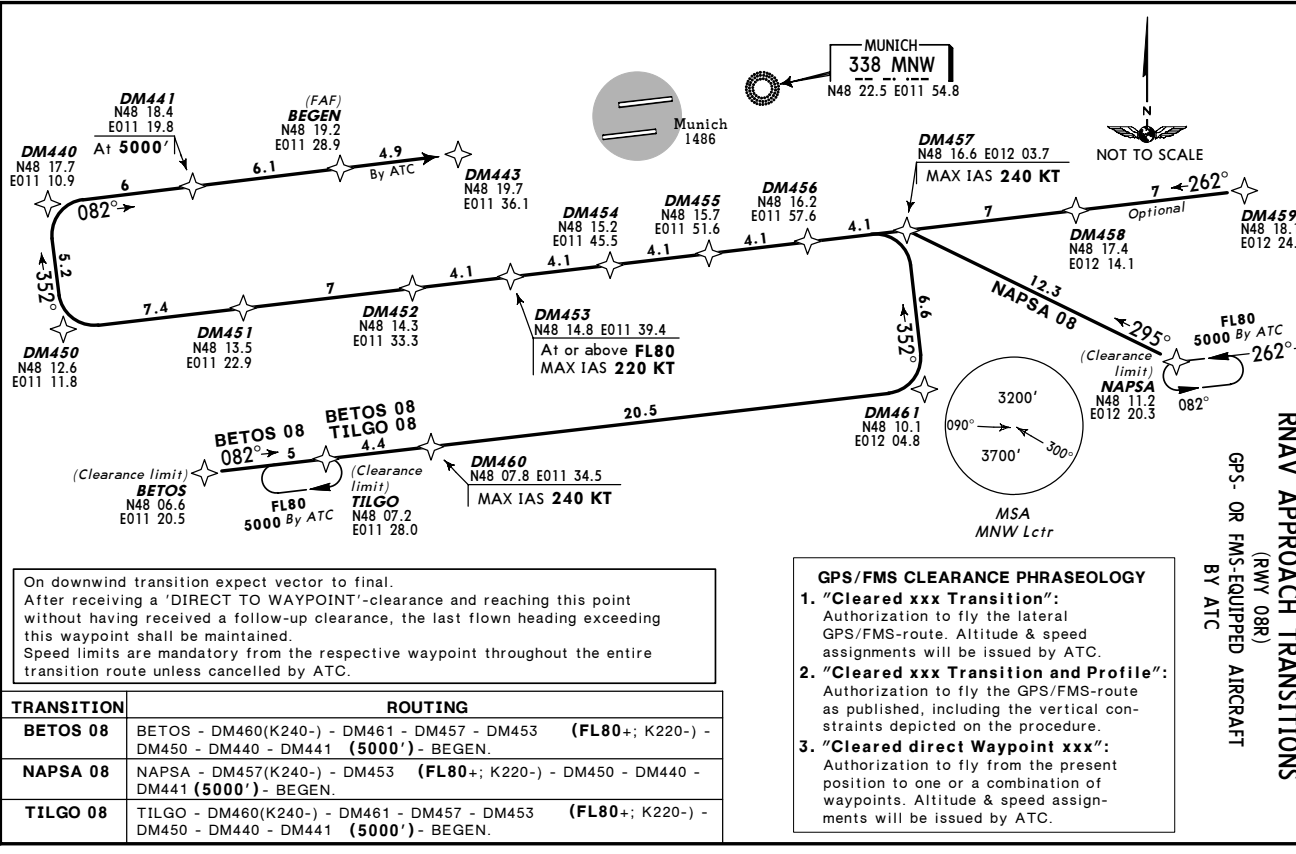 MUNICH
338 MNW
N48 22.5 E011 54.8
Munich
1486
N
NOT TO SCALE
DM441
N48 18.4
E011 19.8
At 5000'
(FAF)
BEGEN
N48 19.2
E011 28.9
DM440
N48 17.7
E011 10.9
6
6.1
4.9
By ATC
082°
DM443
N48 19.7
E011 36.1
DM457
N48 16.6 E012 03.7
MAX IAS 240 KT
7
262°
Optional
7
DM459
N48 18.
E012 24.
DM458
N48 17.4
E012 14.1
DM456
N48 16.2
E011 57.6
DM455
N48 15.7
E011 51.6
DM454
N48 15.2
E011 45.5
4.1
4.1
4.1
4.1
4.1
7
7.4
5.2
352°
DM450
N48 12.6
E011 11.8
DM451
N48 13.5
E011 22.9
DM452
N48 14.3
E011 33.3
DM453
N48 14.8 E011 39.4
At or above FL80
MAX IAS 220 KT
12.3
NAPSA 08
295°
FL80
5000 By ATC
262°
082°
(Clearance
limit)
NAPSA
N48 11.2
E012 20.3
6.6
352°
DM461
N48 10.1
E012 04.8
20.5
BETOS 08
BETOS 08
TILGO 08
082°
5
4.4
(Clearance limit)
BETOS
N48 06.6
E011 20.5
FL80
5000 By ATC
(Clearance
limit)
TILGO
N48 07.2
E011 28.0
DM460
N48 07.8 E011 34.5
MAX IAS 240 KT
3200'
090°
300°
3700'
MSA
MNW Lctr
RNAV APPROACH TRANSITIONS
(RWY 08R)
GPS- OR FMS-EQUIPPED AIRCRAFT
BY ATC
On downwind transition expect vector to final.
After receiving a 'DIRECT TO WAYPOINT'-clearance and reaching this point
without having received a follow-up clearance, the last flown heading exceeding
this waypoint shall be maintained.
Speed limits are mandatory from the respective waypoint throughout the entire
transition route unless cancelled by ATC.
TRANSITION ROUTING
BETOS 08 BETOS - DM460(K240-) - DM461 - DM457 - DM453 (FL80+; K220-) -
DM450 - DM440 - DM441 (5000') - BEGEN.
NAPSA 08 NAPSA - DM457(K240-) - DM453 (FL80+; K220-) - DM450 - DM440 -
DM441 (5000') - BEGEN.
TILGO 08 TILGO - DM460(K240-) - DM461 - DM457 - DM453 (FL80+; K220-) -
DM450 - DM440 - DM441 (5000') - BEGEN.
GPS/FMS CLEARANCE PHRASEOLOGY
1. "Cleared xxx Transition":
Authorization to fly the lateral
GPS/FMS-route. Altitude & speed
assignments will be issued by ATC.
2. "Cleared xxx Transition and Profile":
Authorization to fly the GPS/FMS-route
as published, including the vertical con-
straints depicted on the procedure.
3. "Cleared direct Waypoint xxx":
Authorization to fly from the present
position to one or a combination of
waypoints. Altitude & speed assign-
ments will be issued by ATC.